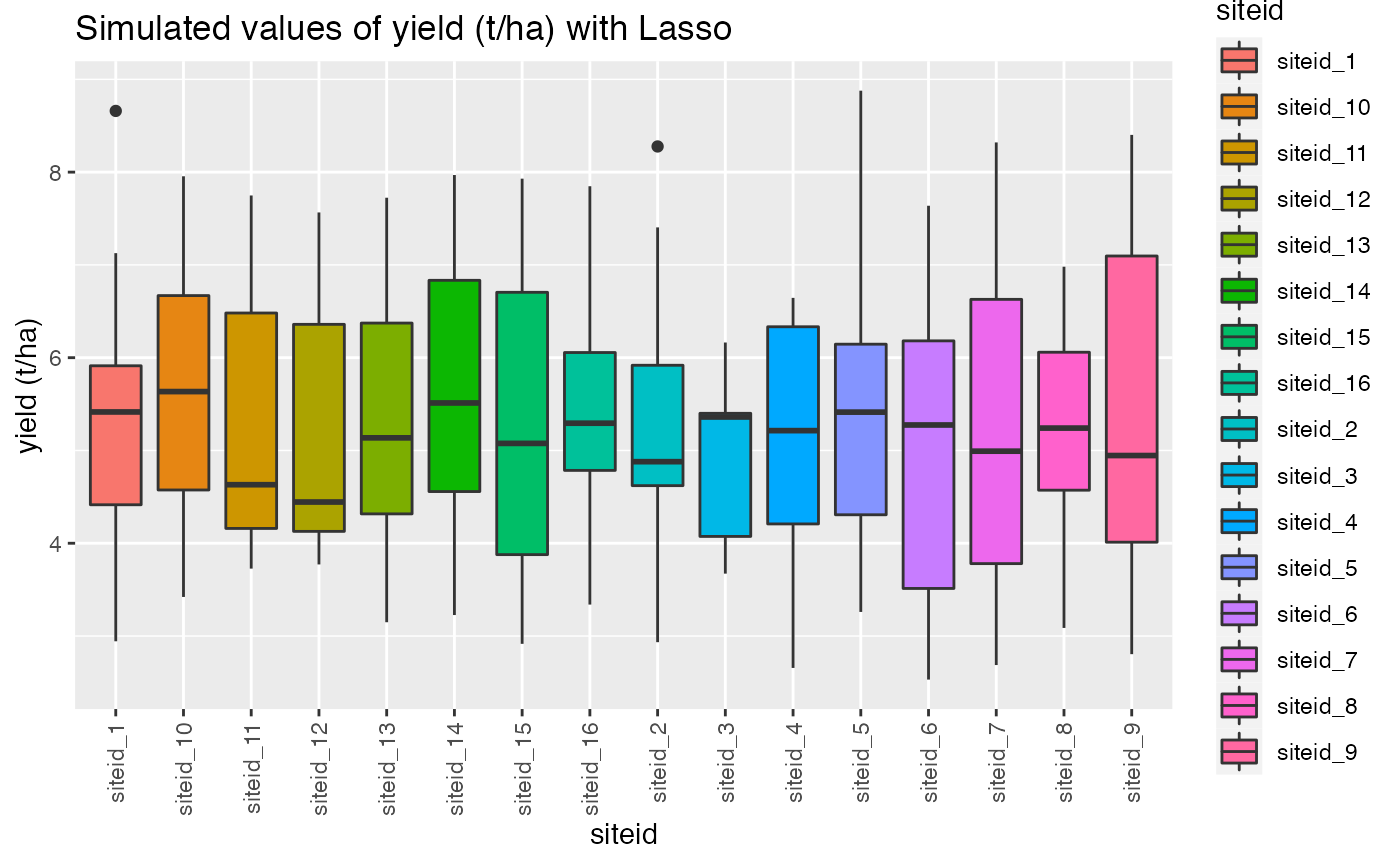 Simulated values of yield (t/ha) with Lasso
yield (t/ha)
8
6
4
siteid_1
siteid_10
siteid_11
siteid_12
siteid_13
siteid_14
siteid_15
siteid_16
siteid_2
siteid_3
siteid_4
siteid_5
siteid_6
siteid_7
siteid_8
siteid_9
siteid
siteid
siteid_1
siteid_10
siteid_11
siteid_12
siteid_13
siteid_14
siteid_15
siteid_16
siteid_2
siteid_3
siteid_4
siteid_5
siteid_6
siteid_7
siteid_8
siteid_9